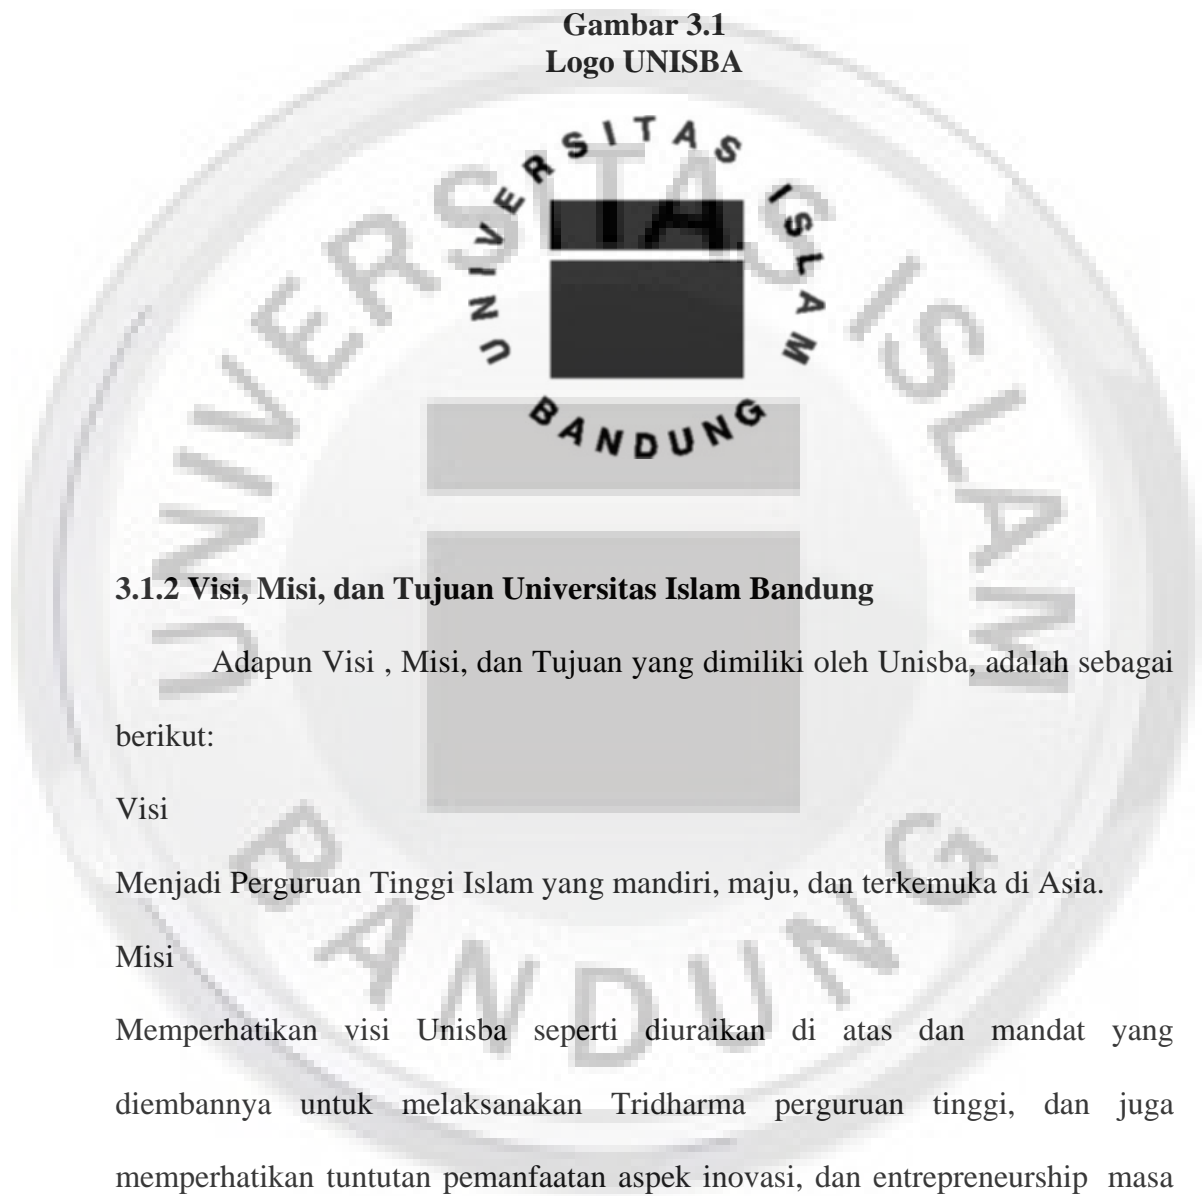 Gambar 3.1
Logo UNISBA
UNIVERSITAS ISLAM
BANDUNG
UNIVERSITAS ISLAM
BANDUNG
3.1.2 Visi, Misi, dan Tujuan Universitas Islam Bandung
Adapun Visi , Misi, dan Tujuan yang dimiliki oleh Unisba, adalah sebagai
berikut:
Visi
Menjadi Perguruan Tinggi Islam yang mandiri, maju, dan terkemuka di Asia.
Misi
Memperhatikan visi Unisba seperti diuraikan di atas dan mandat yang
diembannya untuk melaksanakan Tridharma perguruan tinggi, dan juga
memperhatikan tuntutan pemanfaatan aspek inovasi, dan entrepreneurship masa